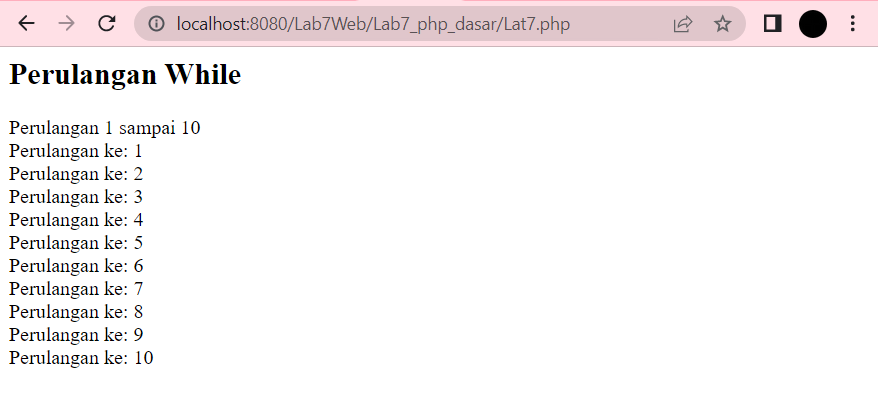 localhost:8080/Lab7Web/Lab7_php_dasar/Lat7.php
Perulangan While
Perulangan 1 sampai 10
Perulangan ke: 1
Perulangan ke: 2
Perulangan ke: 3
Perulangan ke: 4
Perulangan ke: 5
Perulangan ke: 6
Perulangan ke: 7
Perulangan ke: 8
Perulangan ke: 9
Perulangan ke: 10